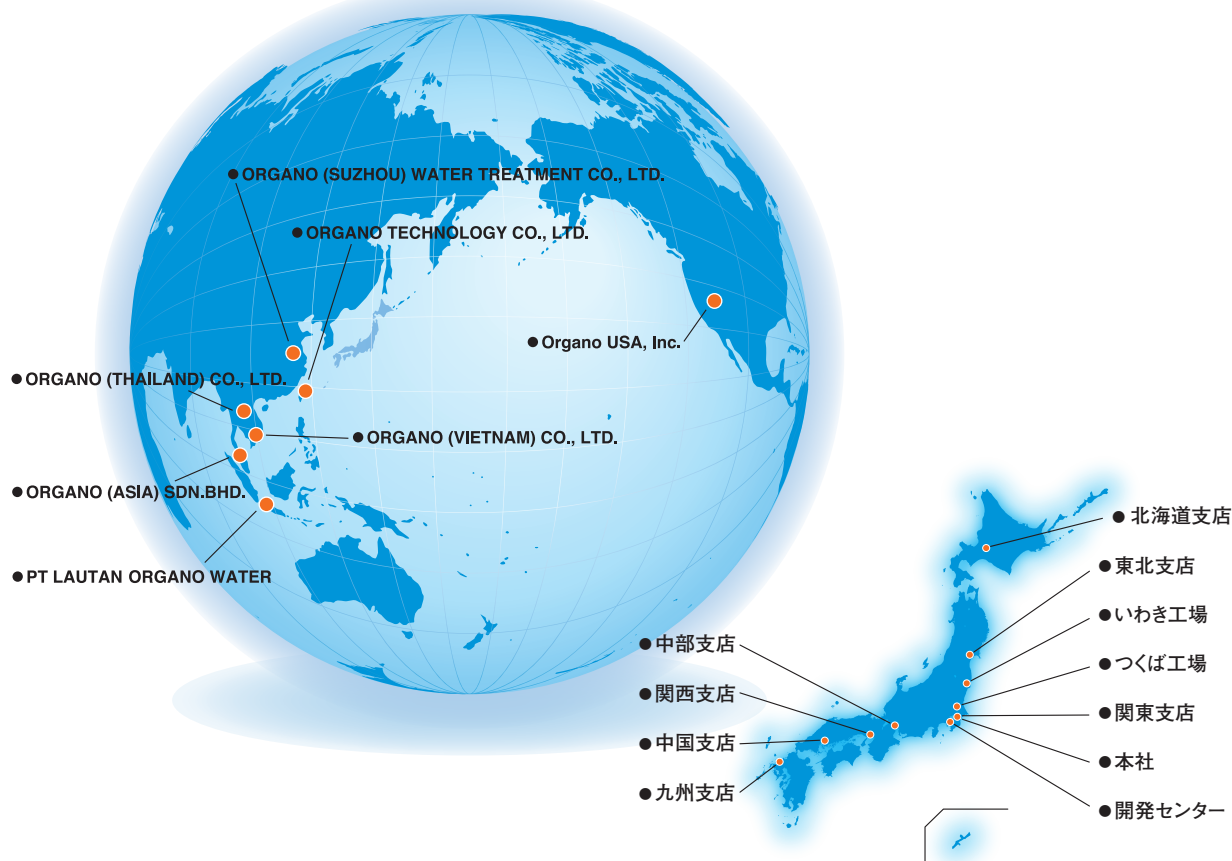 ● ORGANO (SUZHOU) WATER TREATMENT CO., LTD.
● ORGANO TECHNOLOGY CO., LTD.
● Organo USA, Inc.
● ORGANO (THAILAND) CO., LTD.
● ORGANO (VIETNAM) CO., LTD.
● ORGANO (ASIA) SDN.BHD.
● PT LAUTAN ORGANO WATER
● 北海道支店
● 東北支店
● いわき工場
● つくば工場
● 関東支店
● 本社
● 開発センター
● 中部支店
● 関西支店
● 中国支店
● 九州支店